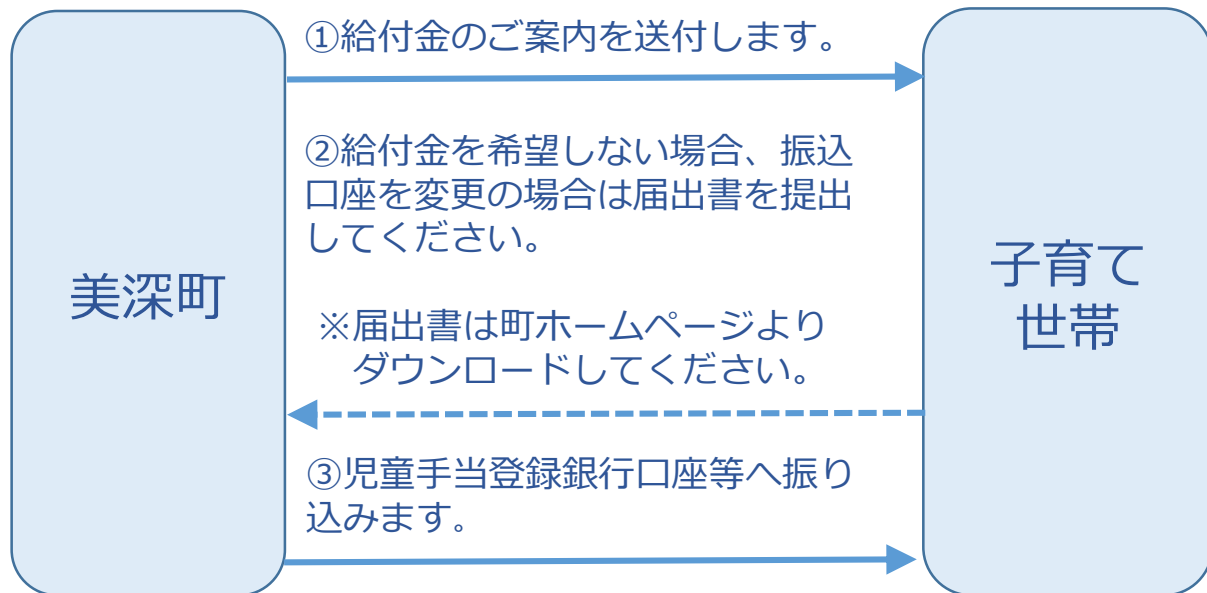 美深町
①給付金のご案内を送付します。
②給付金を希望しない場合、振込
口座を変更の場合は届出書を提出
してください。
※届出書は町ホームページより
ダウンロードしてください。
③児童手当登録銀行口座等へ振り
込みます。
子育て
世帯